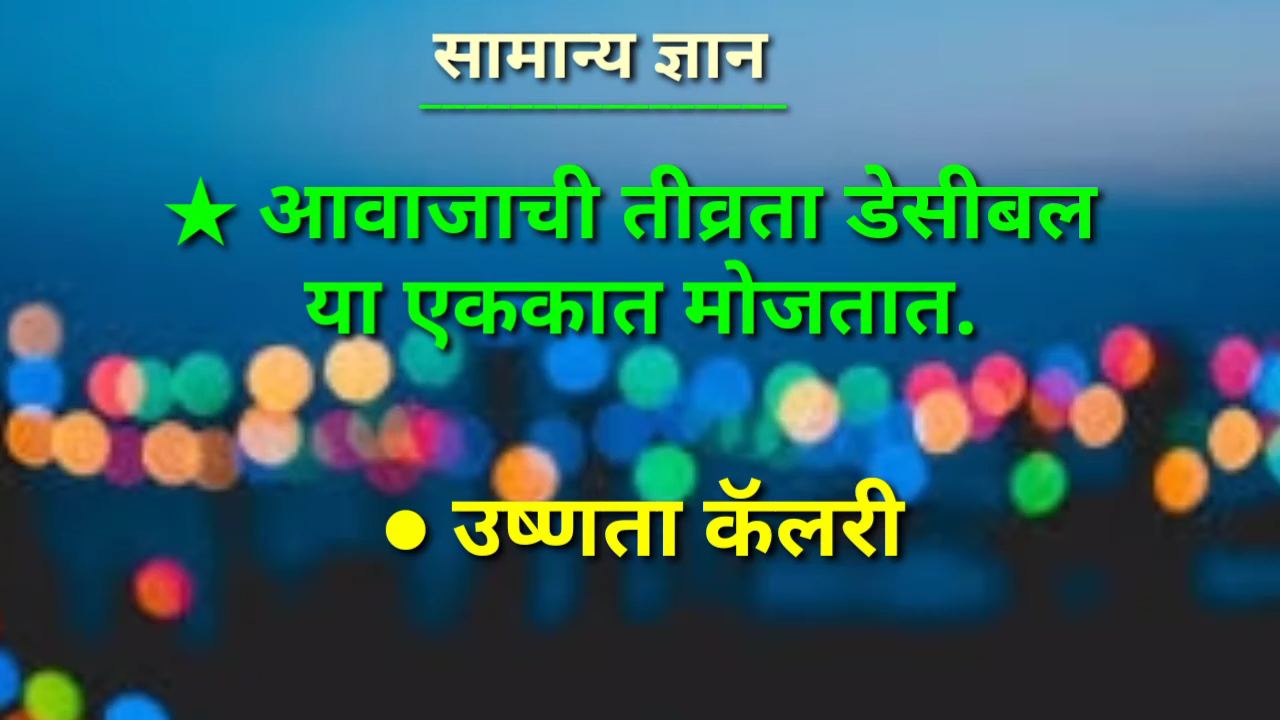 सामान्य ज्ञान
★ आवाजाची तीव्रता डेसीबल
या एककात मोजतात.
● उष्णता कॅलरी